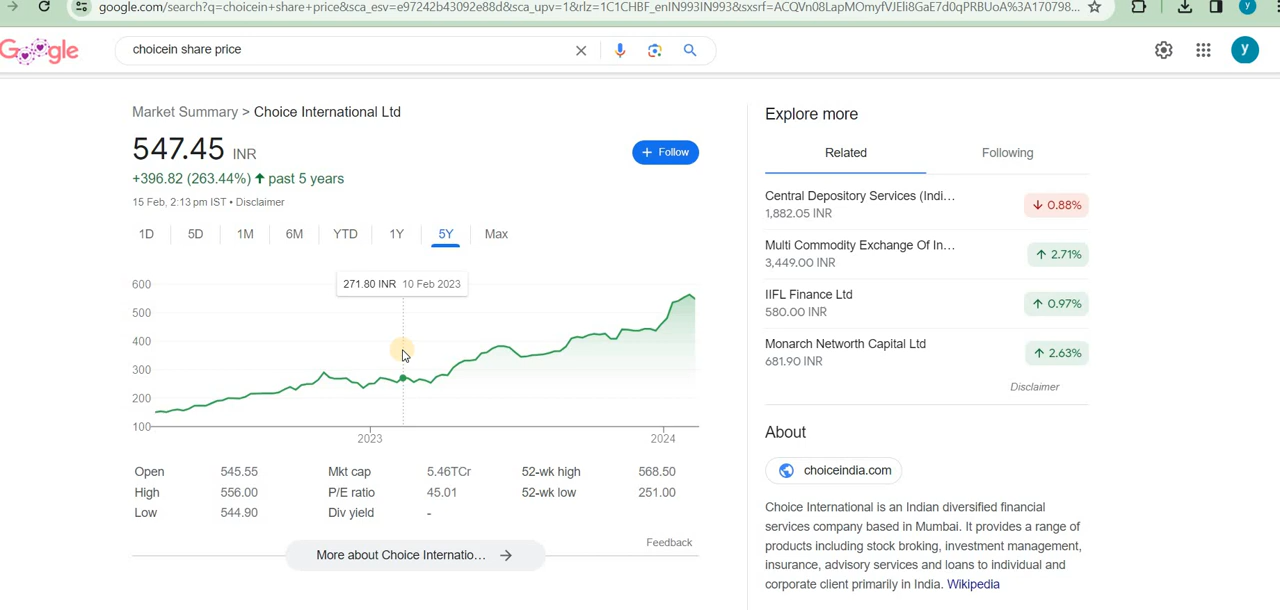 google.com/search?q=choicein+share+price&sca_esv=e97242b43092e88d&sca_upv=1&rlz=1C1CHBF_enIN993IN993&sxsrf=ACQVn08LapMOmyfVJEli8GaE7d0qPRBUoA%3A170798...
y
Google
choicein share price
y
Market Summary > Choice International Ltd
547.45 INR
+ Follow
+396.82 (263.44%) ↑ past 5 years
15 Feb, 2:13 pm IST • Disclaimer
1D 5D 1M 6M YTD 1Y 5Y Max
271.80 INR 10 Feb 2023
600
500
400
300
200
100
2023 2024
Open 545.55 Mkt cap 5.46TCr 52-wk high 568.50
High 556.00 P/E ratio 45.01 52-wk low 251.00
Low 544.90 Div yield -
Feedback
More about Choice Internatio... →
Explore more
Related Following
Central Depository Services (Indi...
1,882.05 INR
↓ 0.88%
Multi Commodity Exchange Of In...
3,449.00 INR
↑ 2.71%
IIFL Finance Ltd
580.00 INR
↑ 0.97%
Monarch Networth Capital Ltd
681.90 INR
↑ 2.63%
Disclaimer
About
choiceindia.com
Choice International is an Indian diversified financial
services company based in Mumbai. It provides a range of
products including stock broking, investment management,
insurance, advisory services and loans to individual and
corporate client primarily in India. Wikipedia